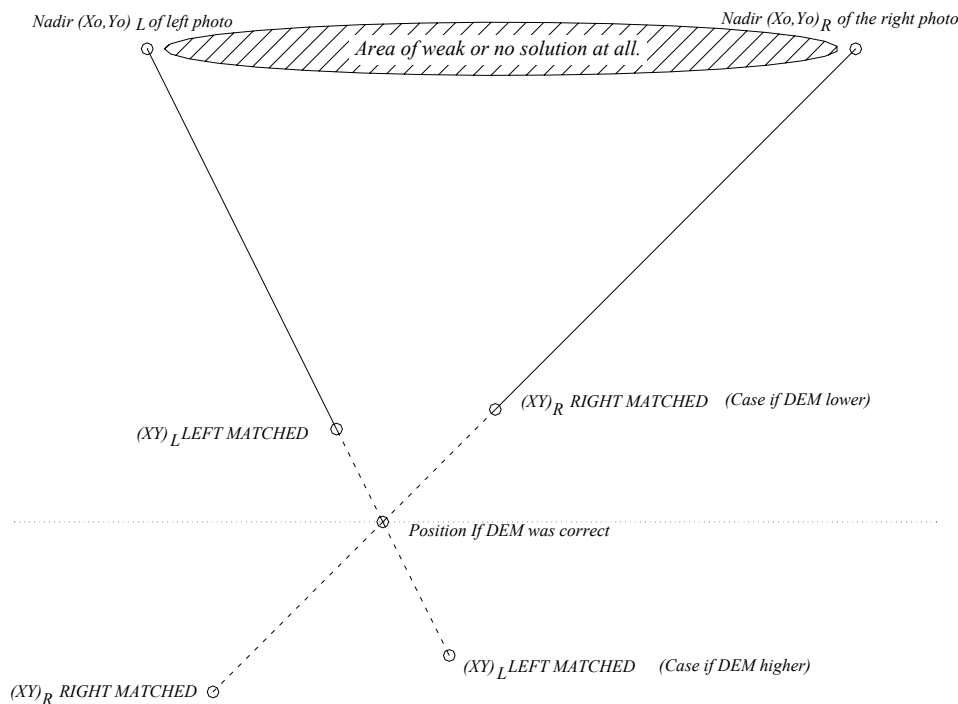 Nadir (Xo,Yo) L of left photo
Nadir (Xo,Yo)R of the right photo
Area of weak or no solution at all.
(XY)R RIGHT MATCHED (Case if DEM lower)
(XY)L LEFT MATCHED
Position If DEM was correct
(XY)L LEFT MATCHED (Case if DEM higher)
(XY)R RIGHT MATCHED